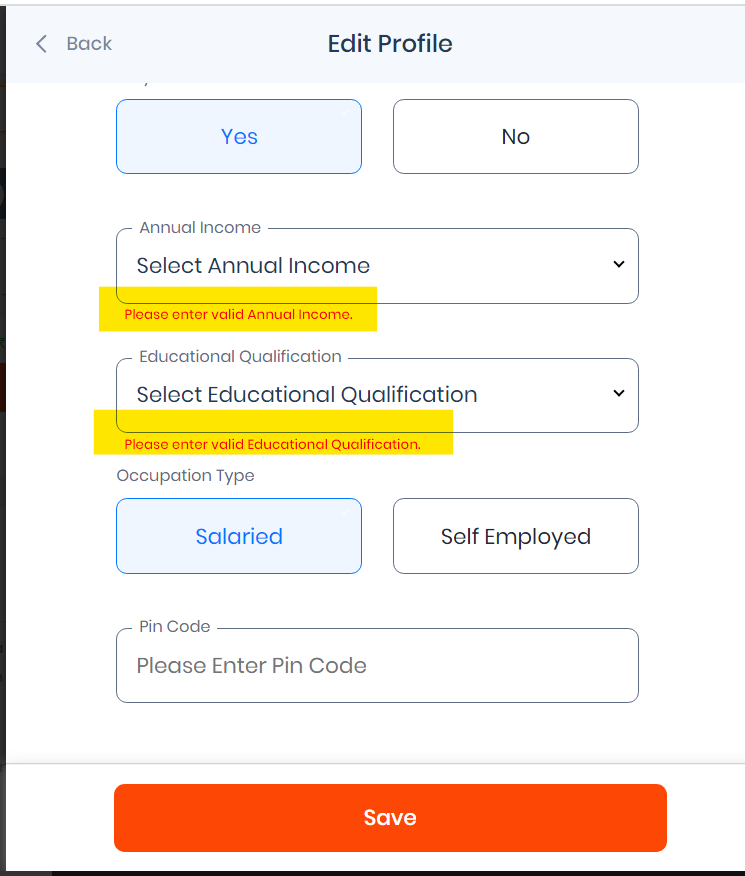 Back
Edit Profile
Yes
No
Annual Income
Select Annual Income
Please enter valid Annual Income.
Educational Qualification
Select Educational Qualification
Please enter valid Educational Qualification.
Occupation Type
Salaried
Self Employed
Pin Code
Please Enter Pin Code
Save